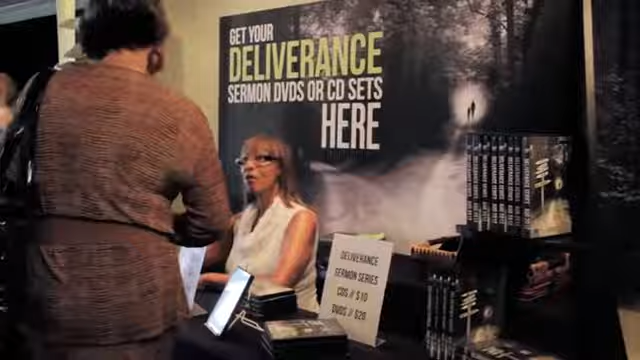 GET YOUR
DELIVERANCE
SERMON DVDS OR CD SETS
HERE
DELIVERANCE
SERMON SERIES
CDS // $10
DVDS // $20